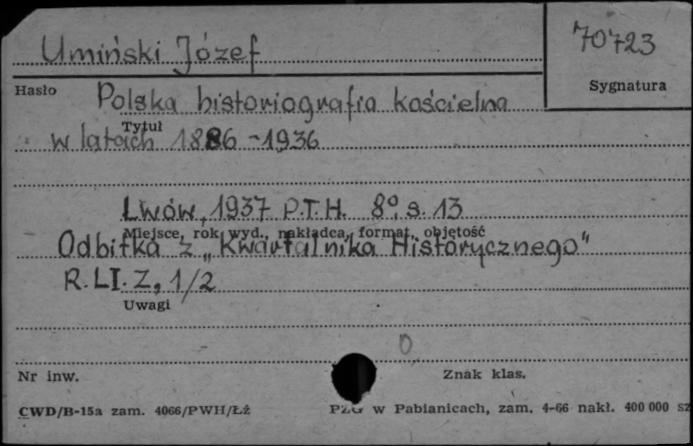 Umiński Józef
70723
Sygnatura
Hasło
Polska historiografia kościelna
Tytuł
w latach 1886-1936
Lwów, 1937 P.T.H. 8°, s. 13
Miejsce, rok wyd., nakładca, format, objętość
Odbitka z „Kwartalnika Historycznego"
R. LI. Z, 1/2
Uwagi
0
Nr inw.
Znak klas.
CWD/B-15a zam. 4066/PWH/Łź
PZG w Pabianicach, zam. 4-66 nakł. 400 000 sz